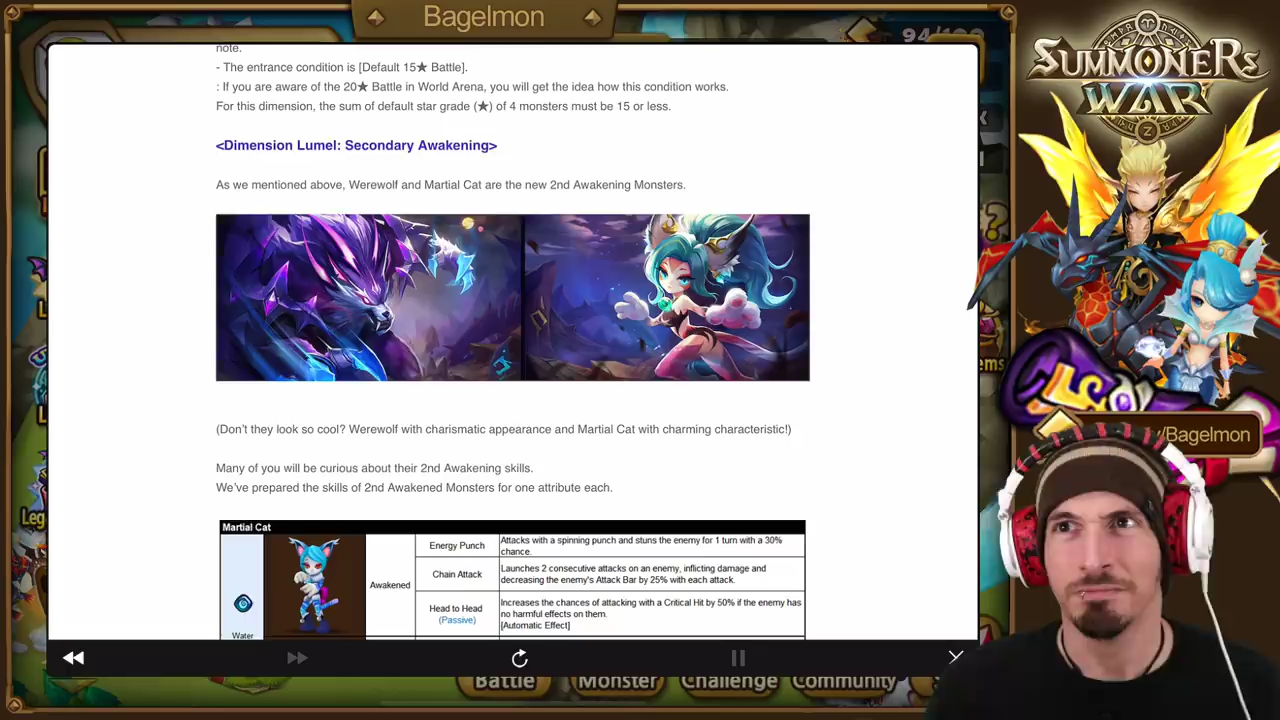 Bagelmon
94/1
SUMMONERS
WAR
note.
- The entrance condition is [Default 15★ Battle].
: If you are aware of the 20★ Battle in World Arena, you will get the idea how this condition works.
For this dimension, the sum of default star grade (★) of 4 monsters must be 15 or less.
<Dimension Lumel: Secondary Awakening>
As we mentioned above, Werewolf and Martial Cat are the new 2nd Awakening Monsters.
(Don't they look so cool? Werewolf with charismatic appearance and Martial Cat with charming characteristic!)
Many of you will be curious about their 2nd Awakening skills.
We've prepared the skills of 2nd Awakened Monsters for one attribute each.
Martial Cat
Water
Awakened
Energy Punch
Attacks with a spinning punch and stuns the enemy for 1 turn with a 30%
chance.
Chain Attack
Launches 2 consecutive attacks on an enemy, inflicting damage and
decreasing the enemy's Attack Bar by 25% with each attack.
Head to Head
(Passive)
Increases the chances of attacking with a Critical Hit by 50% if the enemy has
no harmful effects on them.
[Automatic Effect]
/Bagelmon
Battle
Monster
Challenge
Community